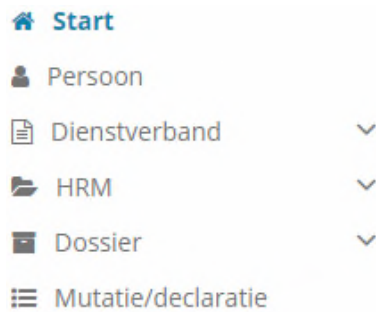 Start
Persoon
Dienstverband
HRM
Dossier
Mutatie/declaratie